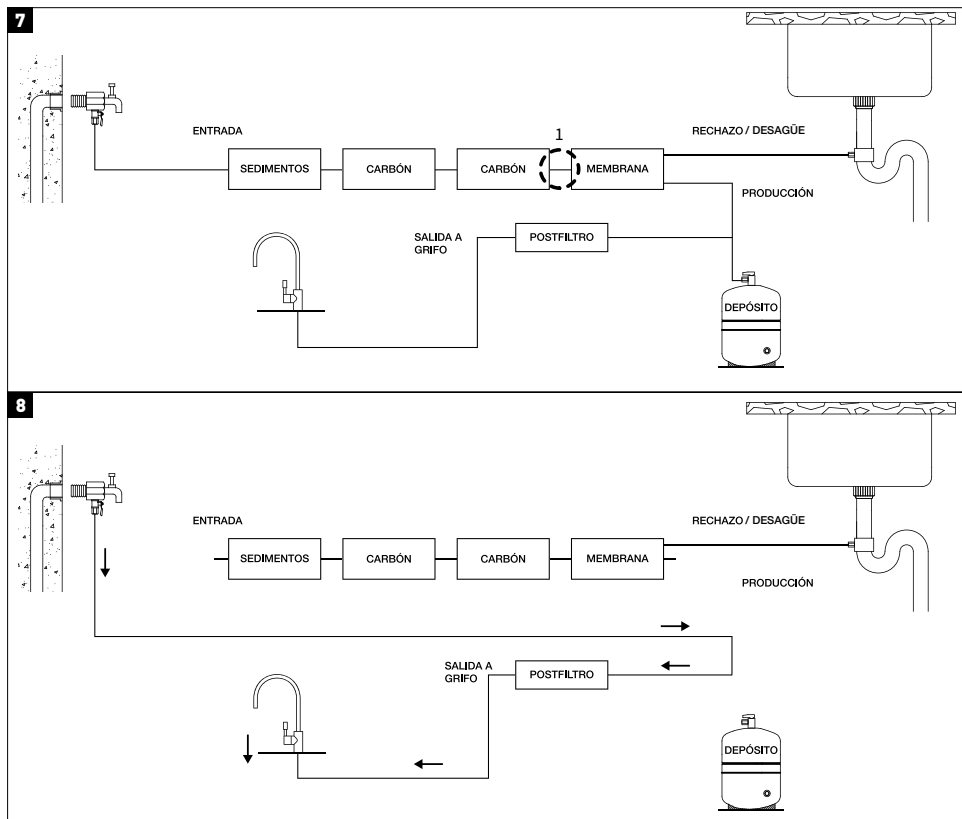 7
1
ENTRADA
RECHAZO / DESAGÜE
SEDIMENTOS
CARBÓN
CARBÓN
MEMBRANA
PRODUCCIÓN
SALIDA A
GRIFO
POSTFILTRO
DEPÓSITO
8
ENTRADA
RECHAZO / DESAGÜE
SEDIMENTOS
CARBÓN
CARBÓN
MEMBRANA
PRODUCCIÓN
SALIDA A
GRIFO
POSTFILTRO
DEPÓSITO